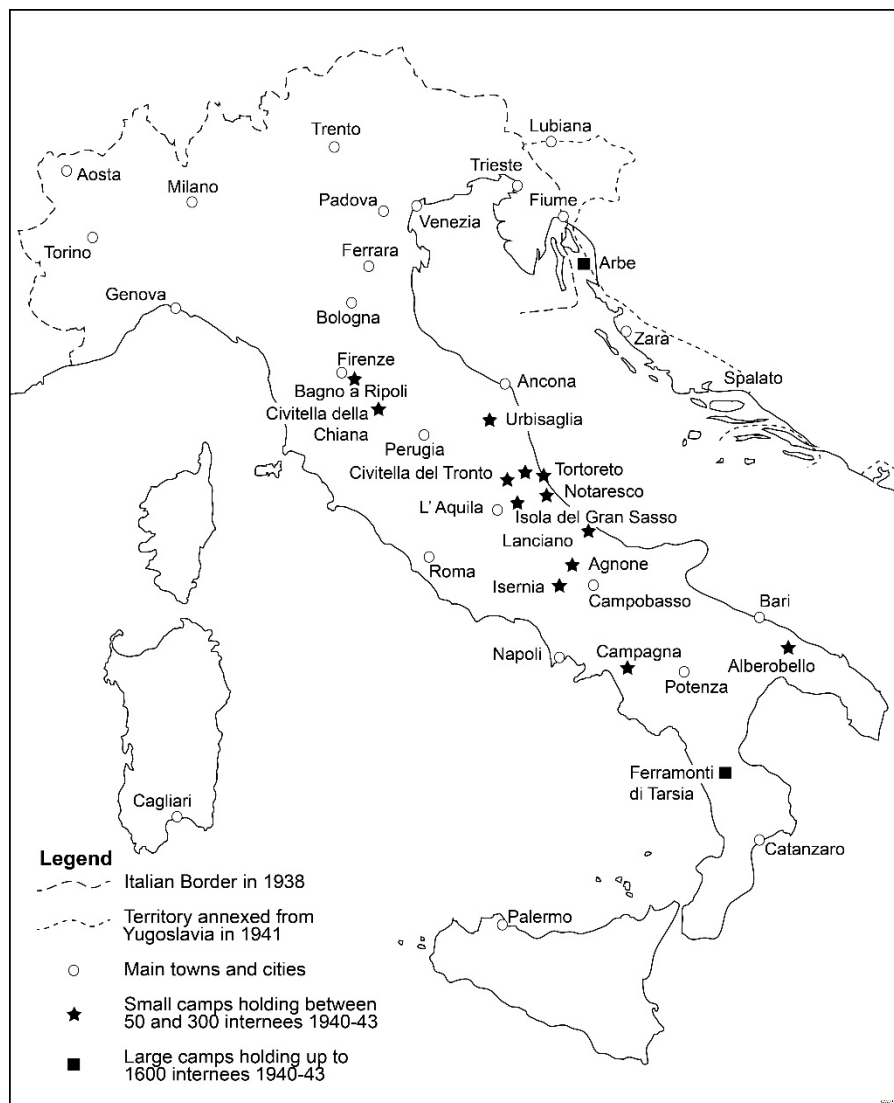 Lubiana
Trento
Trieste
Aosta
Milano
Padova
Venezia
Fiume
Torino
Ferrara
Arbe
Genova
Bologna
Zara
Firenze
Bagno a Ripoli
Ancona
Spalato
Civitella della
Chiana
Urbisaglia
Perugia
Civitella del Tronto
Tortoreto
Notaresco
L' Aquila
Isola del Gran Sasso
Lanciano
Roma
Agnone
Isernia
Campobasso
Bari
Napoli
Campagna
Alberobello
Potenza
Ferramonti
di Tarsia
Cagliari
Catanzaro
Palermo
Legend
Italian Border in 1938
Territory annexed from
Yugoslavia in 1941
Main towns and cities
Small camps holding between
50 and 300 internees 1940-43
Large camps holding up to
1600 internees 1940-43